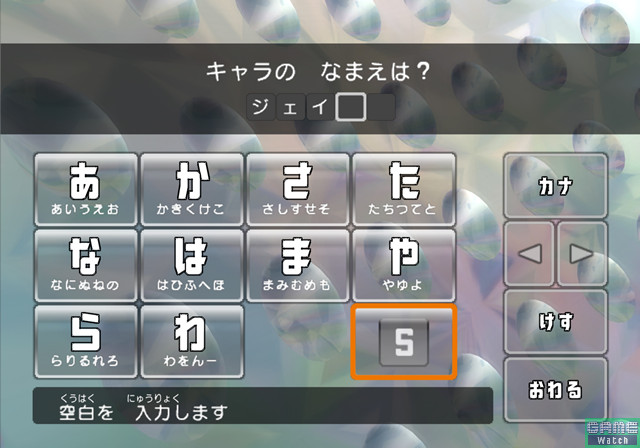 キャラの なまえは？
ジェイ
あ か さ た
あいうえお かきくけこ さしすせそ たちつてと
カナ
な は ま や
なにぬねの はひふへほ まみむめも やゆよ
◁ ▷
ら わ S
らりるれろ わをんー
けす
おわる
くうはく にゅうりょく
空白を 入力します
GAME
Watch